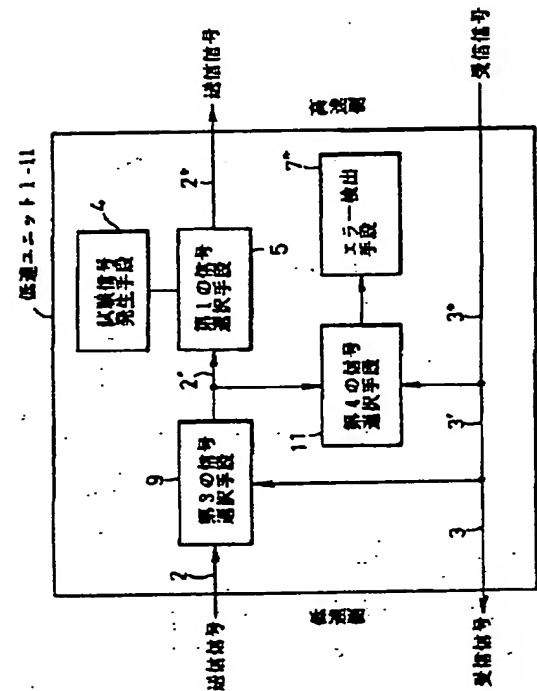 低速ユニット1-11
送信信号
2
9
第3の信号
選択手段
2′
4
試験信号
発生手段
第1の信号
選択手段
5
2″
送信信号
低速側
高速側
11
第4の信号
選択手段
エラー検出
手段
7″
受信信号
3
3′
3″
受信信号